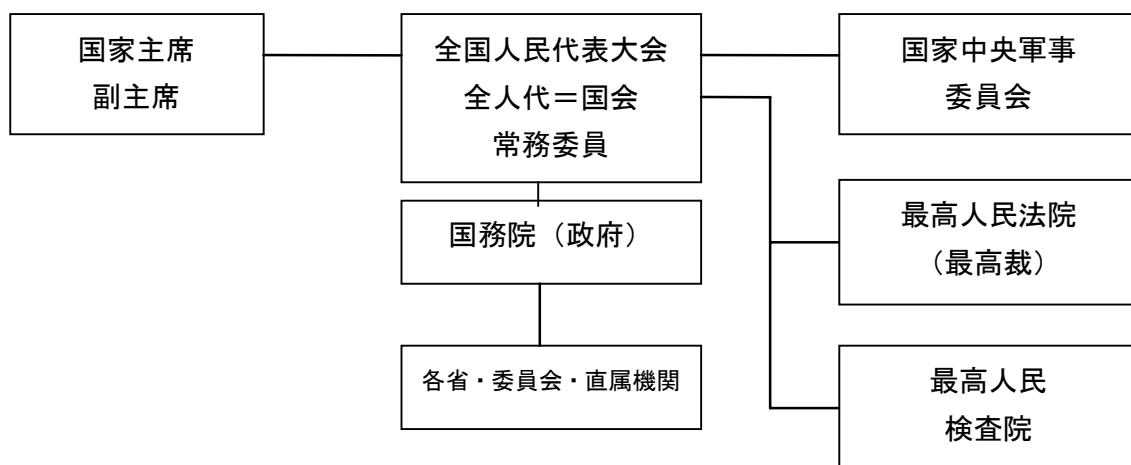 国家主席
副主席
全国人民代表大会
全人代＝国会
常務委員
国家中央軍事
委員会
国務院（政府）
最高人民法院
（最高裁）
各省・委員会・直属機関
最高人民
検査院